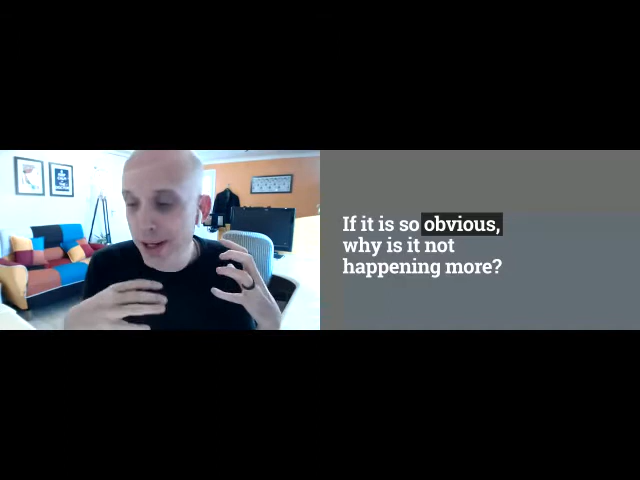 If it is so obvious,
why is it not
happening more?